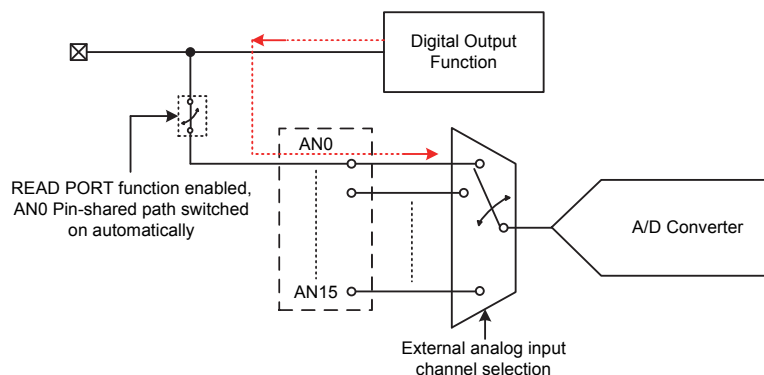 Digital Output
Function
AN0
READ PORT function enabled,
AN0 Pin-shared path switched
on automatically
A/D Converter
AN15
External analog input
channel selection